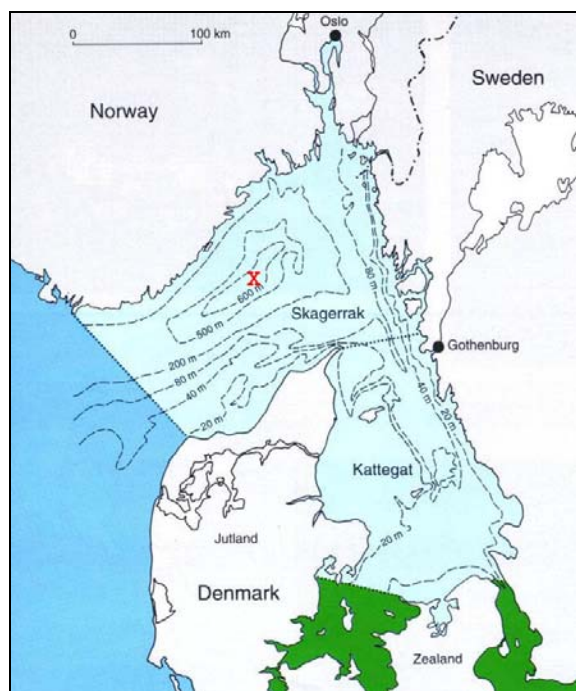 Oslo
0 100 km
Sweden
Norway
X
600 m
500 m
80 m
Skagerrak
200 m
80 m
40 m
20 m
Gothenburg
40 m
20 m
Kattegat
20 m
Jutland
Denmark
Zealand